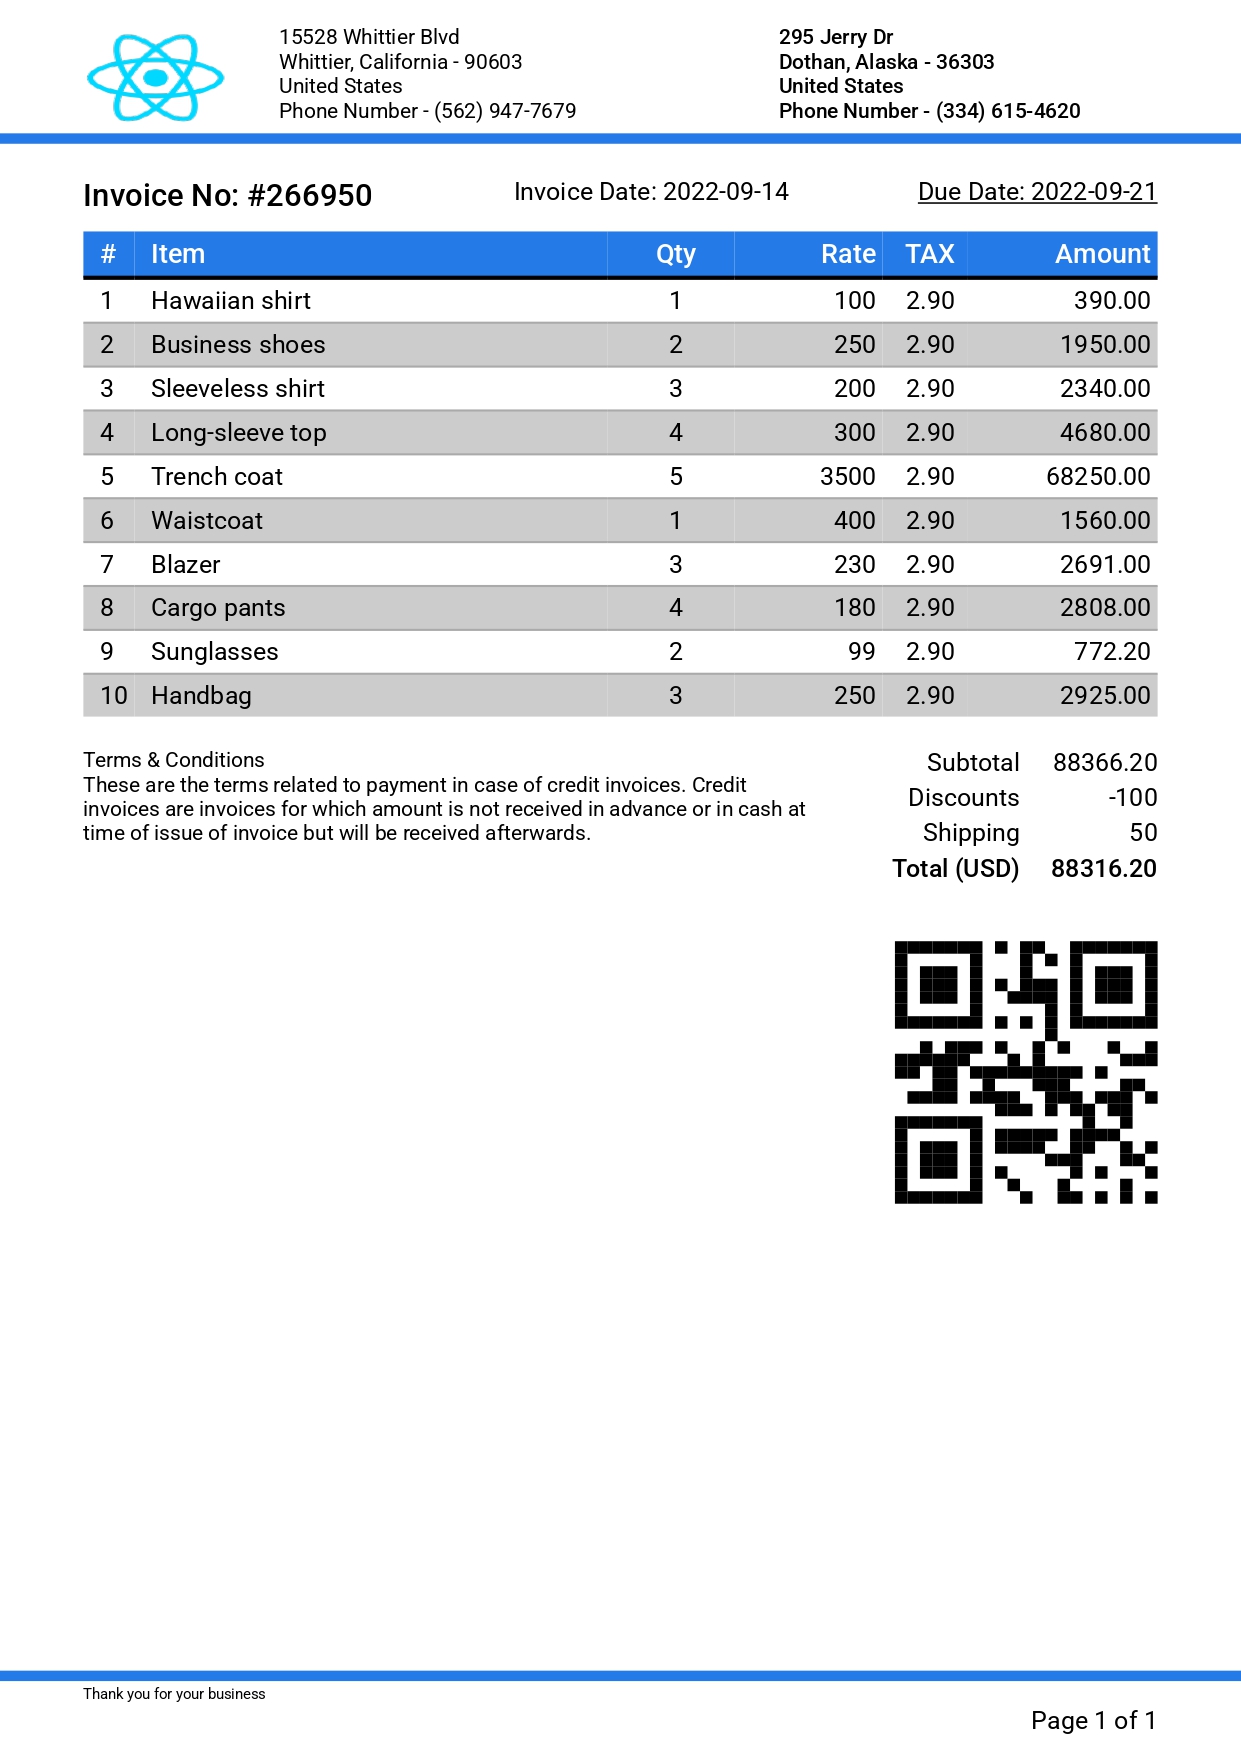 15528 Whittier Blvd
Whittier, California - 90603
United States
Phone Number - (562) 947-7679
295 Jerry Dr
Dothan, Alaska - 36303
United States
Phone Number - (334) 615-4620
Invoice No: #266950 Invoice Date: 2022-09-14 Due Date: 2022-09-21
# Item Qty Rate TAX Amount
1 Hawaiian shirt 1 100 2.90 390.00
2 Business shoes 2 250 2.90 1950.00
3 Sleeveless shirt 3 200 2.90 2340.00
4 Long-sleeve top 4 300 2.90 4680.00
5 Trench coat 5 3500 2.90 68250.00
6 Waistcoat 1 400 2.90 1560.00
7 Blazer 3 230 2.90 2691.00
8 Cargo pants 4 180 2.90 2808.00
9 Sunglasses 2 99 2.90 772.20
10 Handbag 3 250 2.90 2925.00
Terms & Conditions
These are the terms related to payment in case of credit invoices. Credit
invoices are invoices for which amount is not received in advance or in cash at
time of issue of invoice but will be received afterwards.
Subtotal 88366.20
Discounts -100
Shipping 50
Total (USD) 88316.20
Thank you for your business
Page 1 of 1